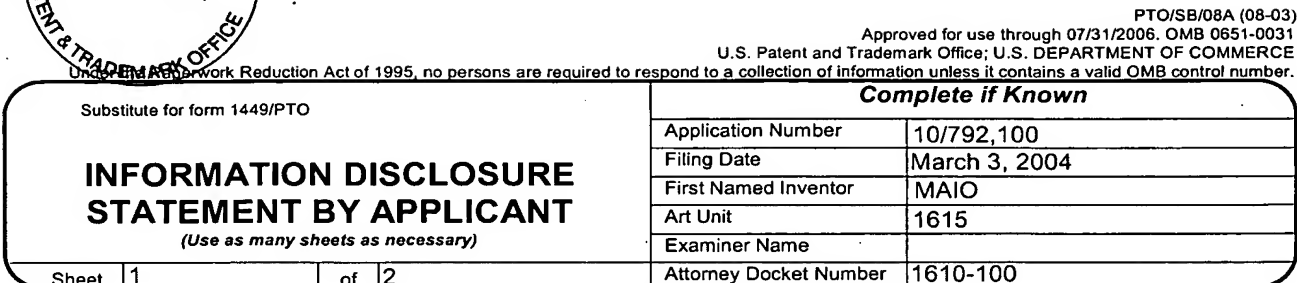 PTO/SB/08A (08-03)
Approved for use through 07/31/2006. OMB 0651-0031
U.S. Patent and Trademark Office; U.S. DEPARTMENT OF COMMERCE
ENT & TRADEMARK OFFICE
Under the Paperwork Reduction Act of 1995, no persons are required to respond to a collection of information unless it contains a valid OMB control number.
Substitute for form 1449/PTO
INFORMATION DISCLOSURE
STATEMENT BY APPLICANT
(Use as many sheets as necessary)
Sheet 1 of 2
Complete if Known
Application Number 10/792,100
Filing Date March 3, 2004
First Named Inventor MAIO
Art Unit 1615
Examiner Name
Attorney Docket Number 1610-100